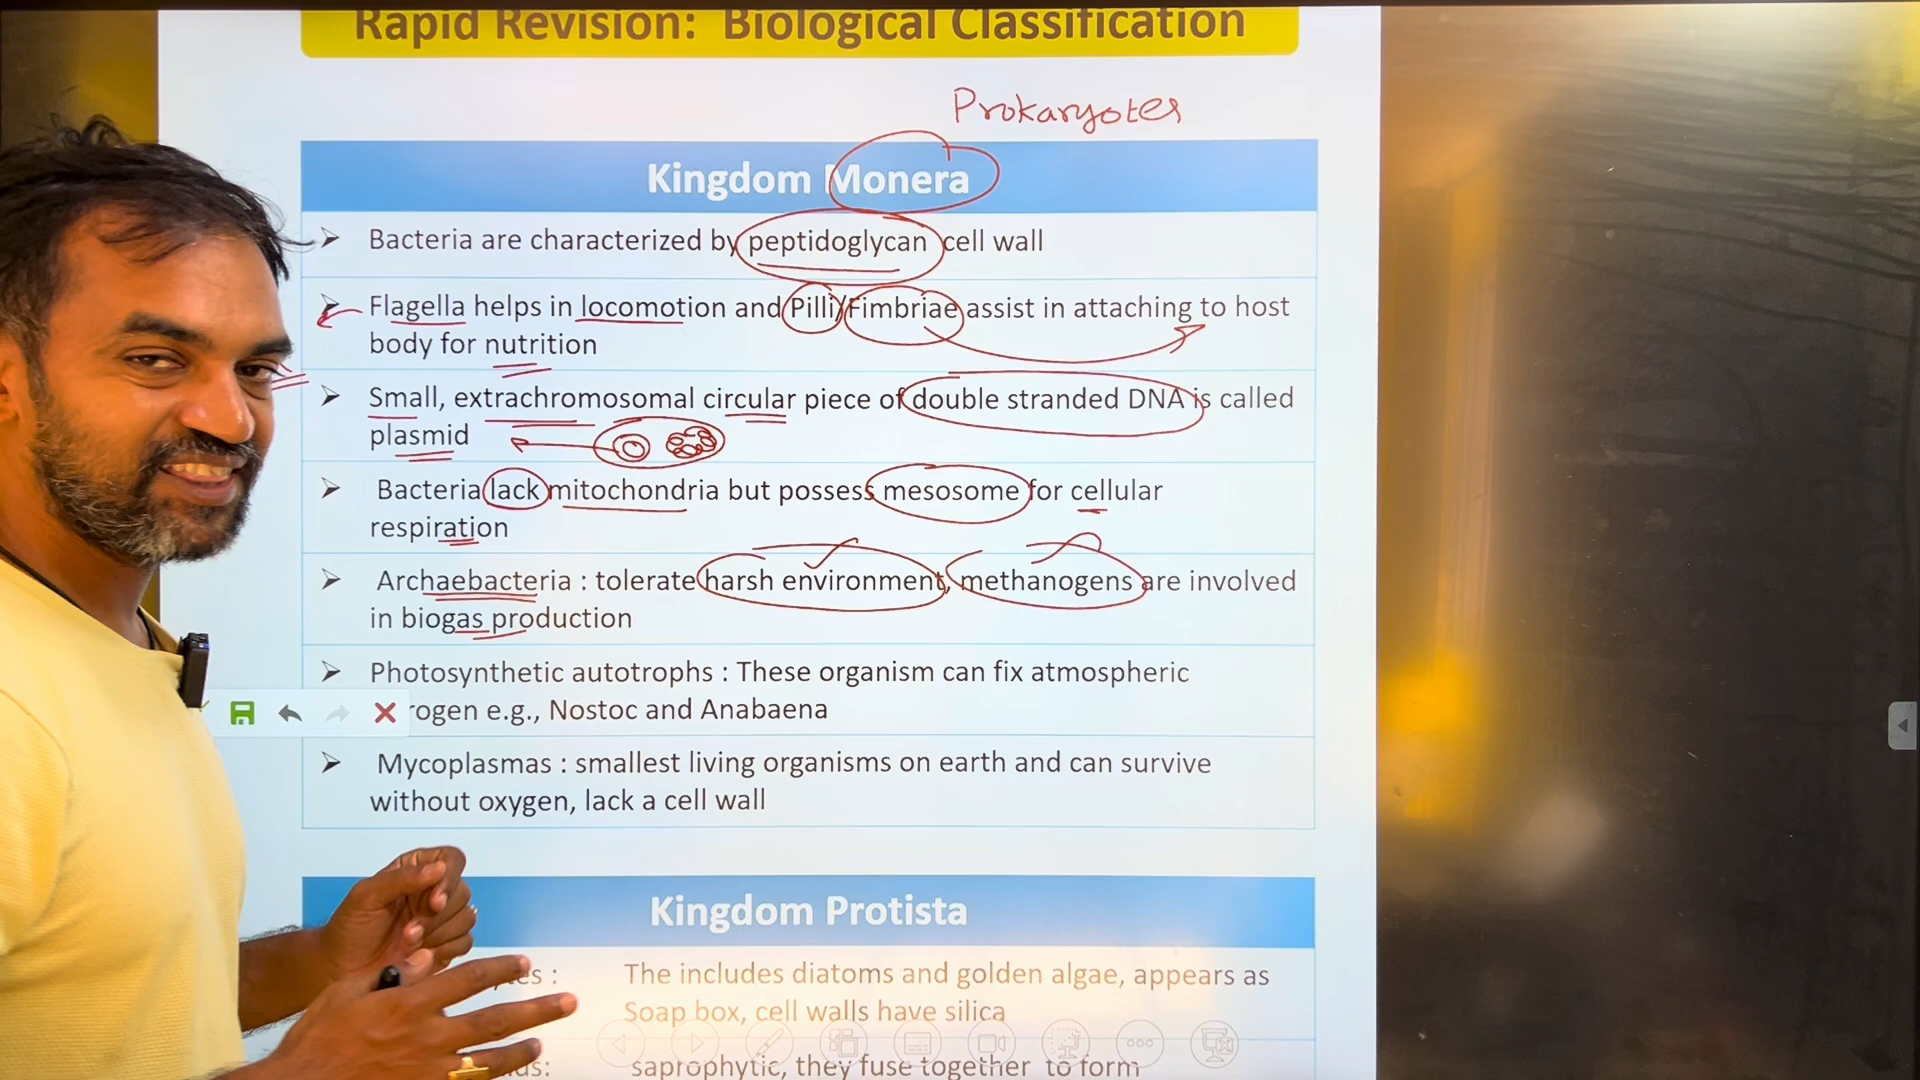 Rapid Revision: Biological Classification
Prokaryotes
Kingdom Monera
Bacteria are characterized by peptidoglycan cell wall
Flagella helps in locomotion and Pilli/Fimbriae assist in attaching to host
body for nutrition
Small, extrachromosomal circular piece of double stranded DNA is called
plasmid
Bacteria lack mitochondria but possess mesosome for cellular
respiration
Archaebacteria : tolerate harsh environment, methanogens are involved
in biogas production
Photosynthetic autotrophs : These organism can fix atmospheric
rogen e.g., Nostoc and Anabaena
Mycoplasmas : smallest living organisms on earth and can survive
without oxygen, lack a cell wall
Kingdom Protista
es : The includes diatoms and golden algae, appears as
Soap box, cell walls have silica
ds: saprophytic, they fuse together to form